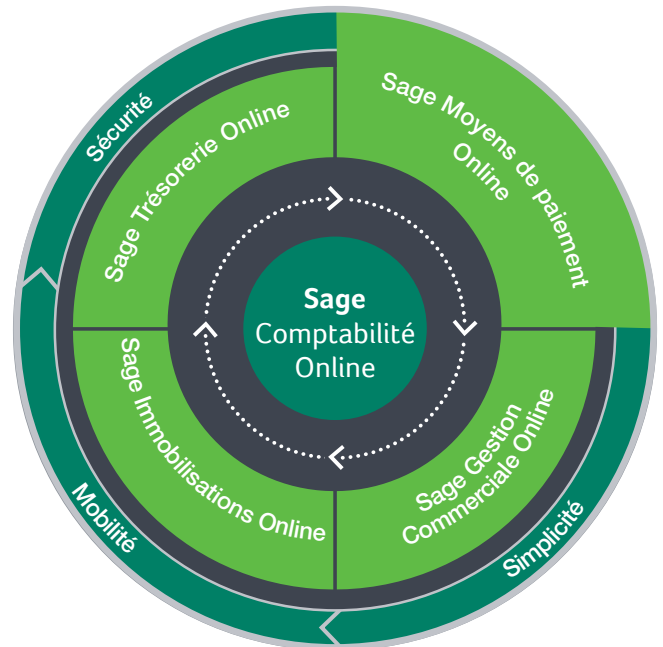 Sécurité
Sage Trésorerie Online
Sage Moyens de paiement
Online
Sage
Comptabilité
Online
Sage Immobilisations Online
Sage Gestion
Commerciale Online
Mobilité
Simplicité